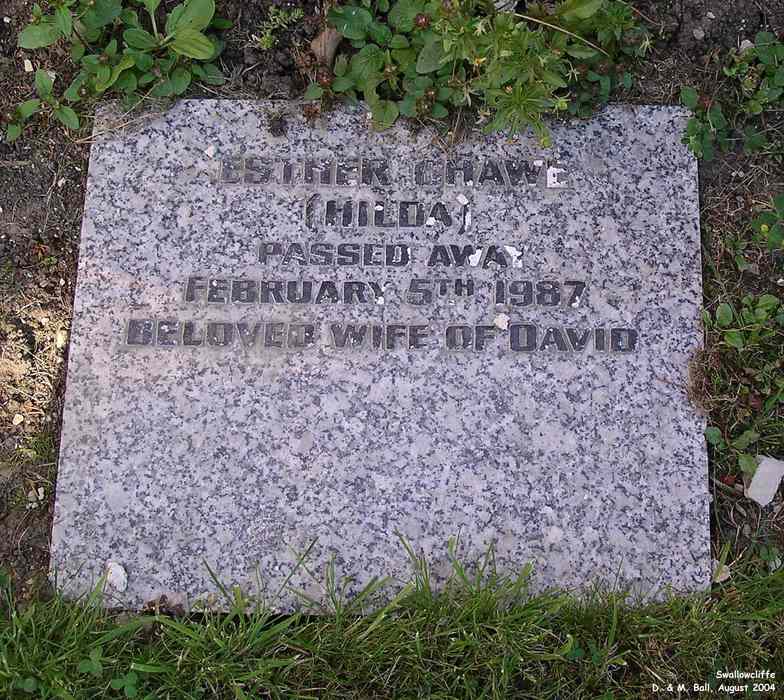 ESTHER CHAWE
(HILDA)
PASSED AWAY
FEBRUARY 5TH 1987
BELOVED WIFE OF DAVID
Swallowcliffe
D. & M. Ball, August 2004